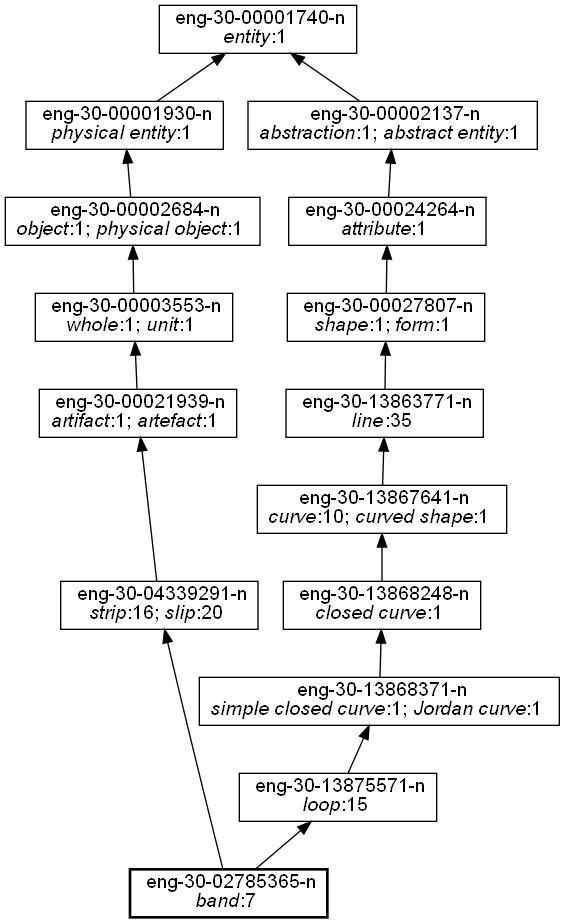 eng-30-00001740-n
entity:1
eng-30-00001930-n
physical entity:1
eng-30-00002137-n
abstraction:1; abstract entity:1
eng-30-00002684-n
object:1; physical object:1
eng-30-00024264-n
attribute:1
eng-30-00003553-n
whole:1; unit:1
eng-30-00027807-n
shape:1; form:1
eng-30-00021939-n
artifact:1; artefact:1
eng-30-13863771-n
line:35
eng-30-13867641-n
curve:10; curved shape:1
eng-30-04339291-n
strip:16; slip:20
eng-30-13868248-n
closed curve:1
eng-30-13868371-n
simple closed curve:1; Jordan curve:1
eng-30-13875571-n
loop:15
eng-30-02785365-n
band:7